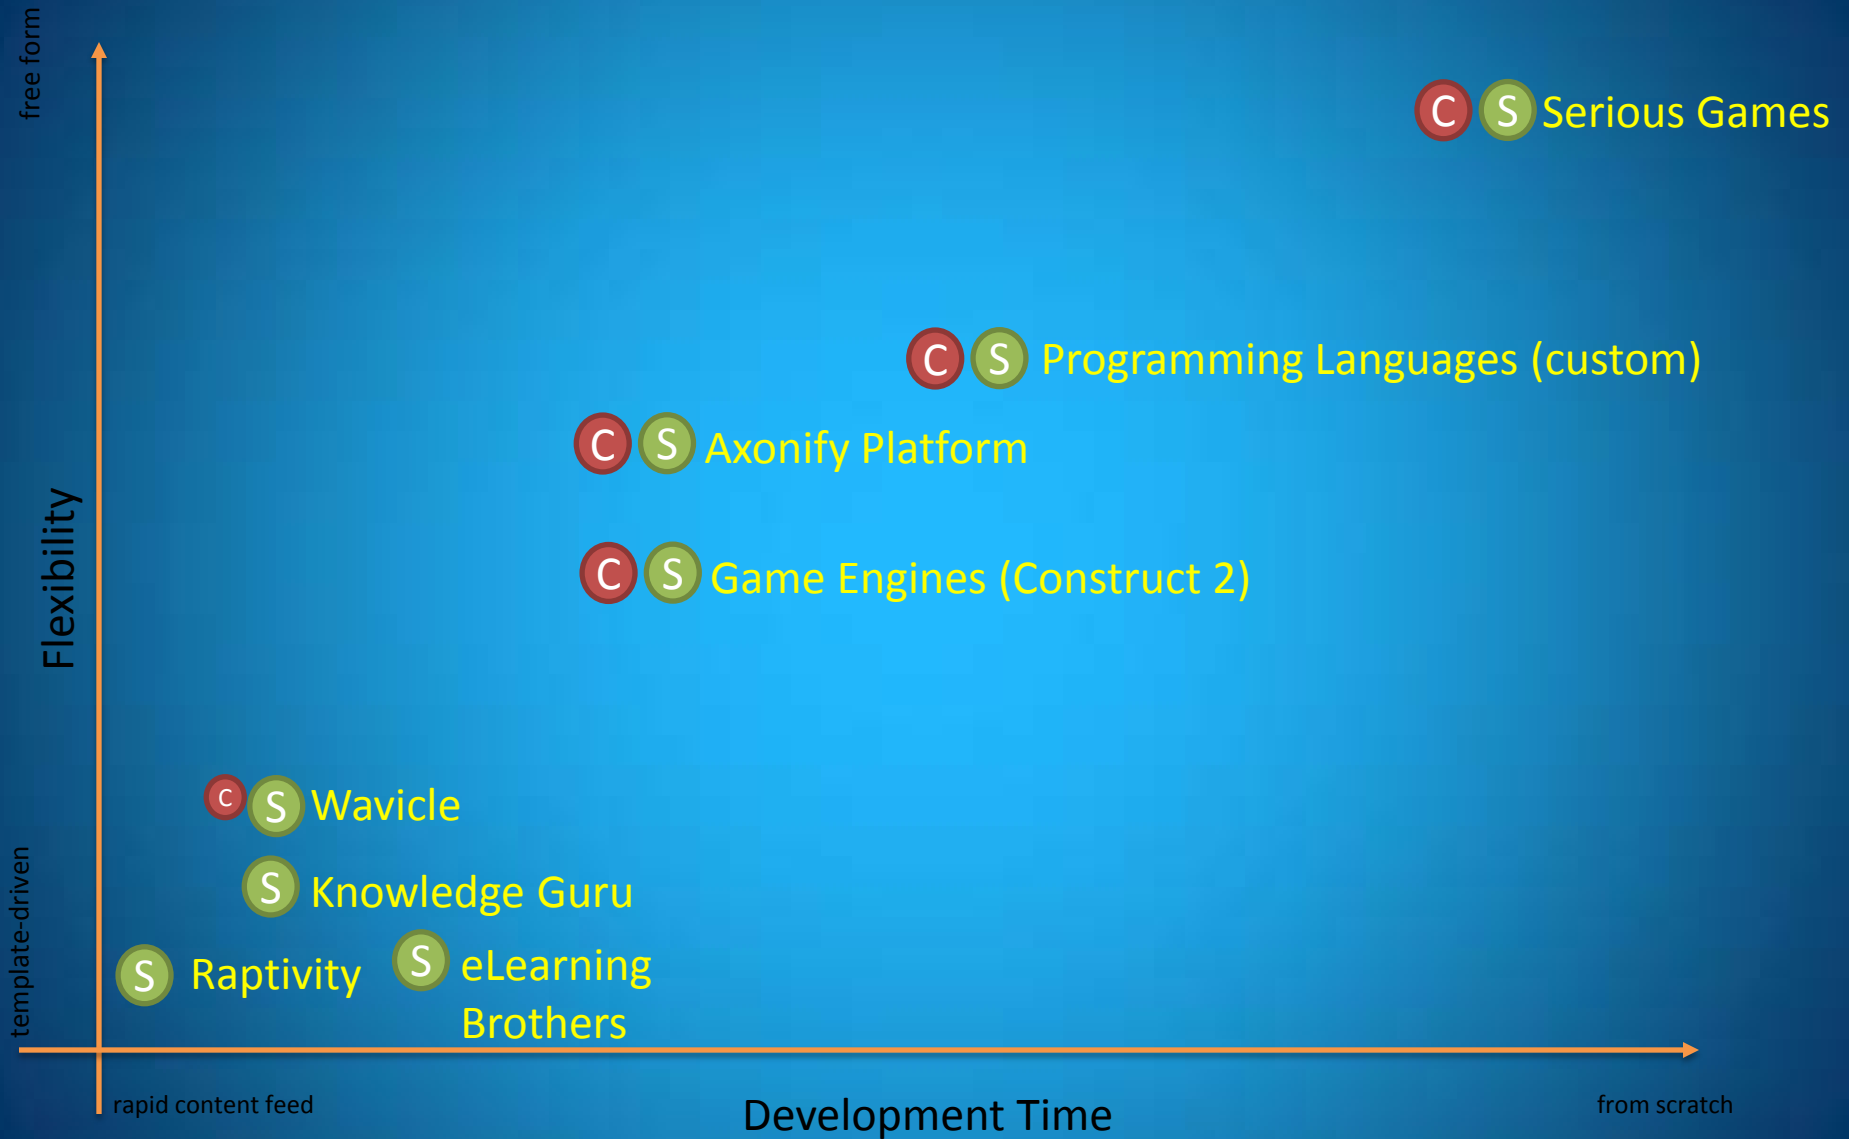 free form
C S Serious Games
C S Programming Languages (custom)
C S Axonify Platform
Flexibility
C S Game Engines (Construct 2)
C S Wavicle
S Knowledge Guru
template-driven
S Raptivity
S eLearning
Brothers
rapid content feed
Development Time
from scratch